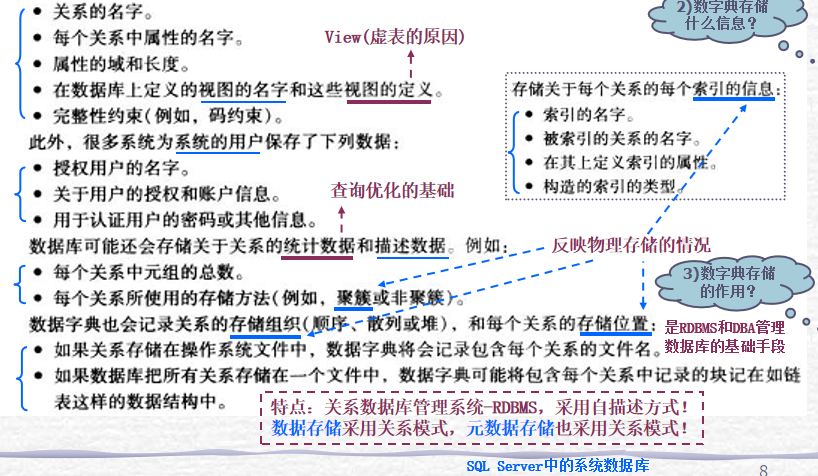 2)数字典存储
什么信息？
• 关系的名字。
• 每个关系中属性的名字。
View(虚表的原因)
• 属性的域和长度。
• 在数据库上定义的视图的名字和这些视图的定义。
• 完整性约束(例如，码约束)。
此外，很多系统为系统的用户保存了下列数据：
• 授权用户的名字。
• 关于用户的授权和账户信息。
• 用于认证用户的密码或其他信息。
存储关于每个关系的每个索引的信息：
• 索引的名字。
• 被索引的关系的名字。
• 在其上定义索引的属性。
• 构造的索引的类型。
查询优化的基础
数据库可能还会存储关于关系的统计数据和描述数据。例如：
反映物理存储的情况
• 每个关系中元组的总数。
• 每个关系所使用的存储方法(例如，聚簇或非聚簇)。
3)数字典存储
的作用？
数据字典也会记录关系的存储组织(顺序、散列或堆)，和每个关系的存储位置：
• 如果关系存储在操作系统文件中，数据字典将会记录包含每个关系的文件名。
• 如果数据库把所有关系存储在一个文件中，数据字典可能将包含每个关系中记录的块记在如链
表这样的数据结构中。
是RDBMS和DBA管理
数据库的基础手段
特点：关系数据库管理系统-RDBMS，采用自描述方式！
数据存储采用关系模式，元数据存储也采用关系模式！
SQL Server中的系统数据库
8